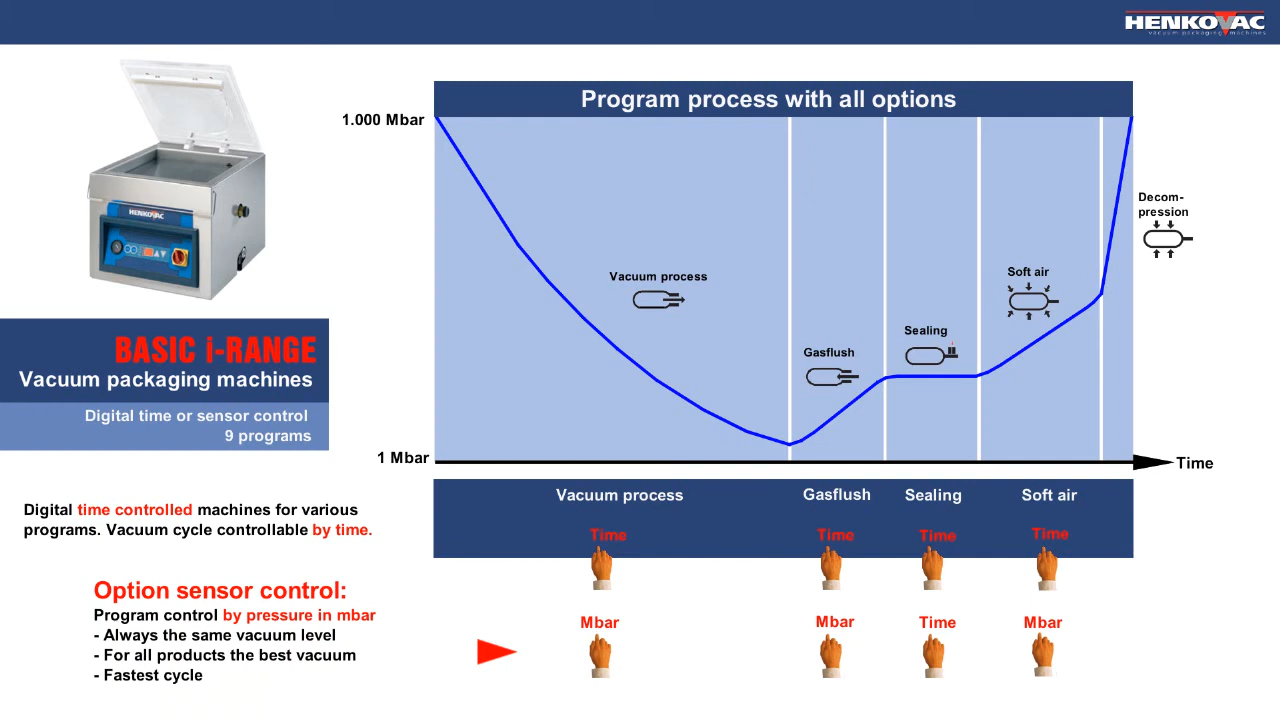 HENKOVAC
vacuum packaging machines
Program process with all options
1.000 Mbar
Decom-
pression
Vacuum process
Soft air
Sealing
Gasflush
1 Mbar
Time
HENKOVAC
BASIC i-RANGE
Vacuum packaging machines
Digital time or sensor control
9 programs
Vacuum process Gasflush Sealing Soft air
Time Time Time Time
Digital time controlled machines for various
programs. Vacuum cycle controllable by time.
Option sensor control:
Program control by pressure in mbar
- Always the same vacuum level
- For all products the best vacuum
- Fastest cycle
Mbar Mbar Time Mbar